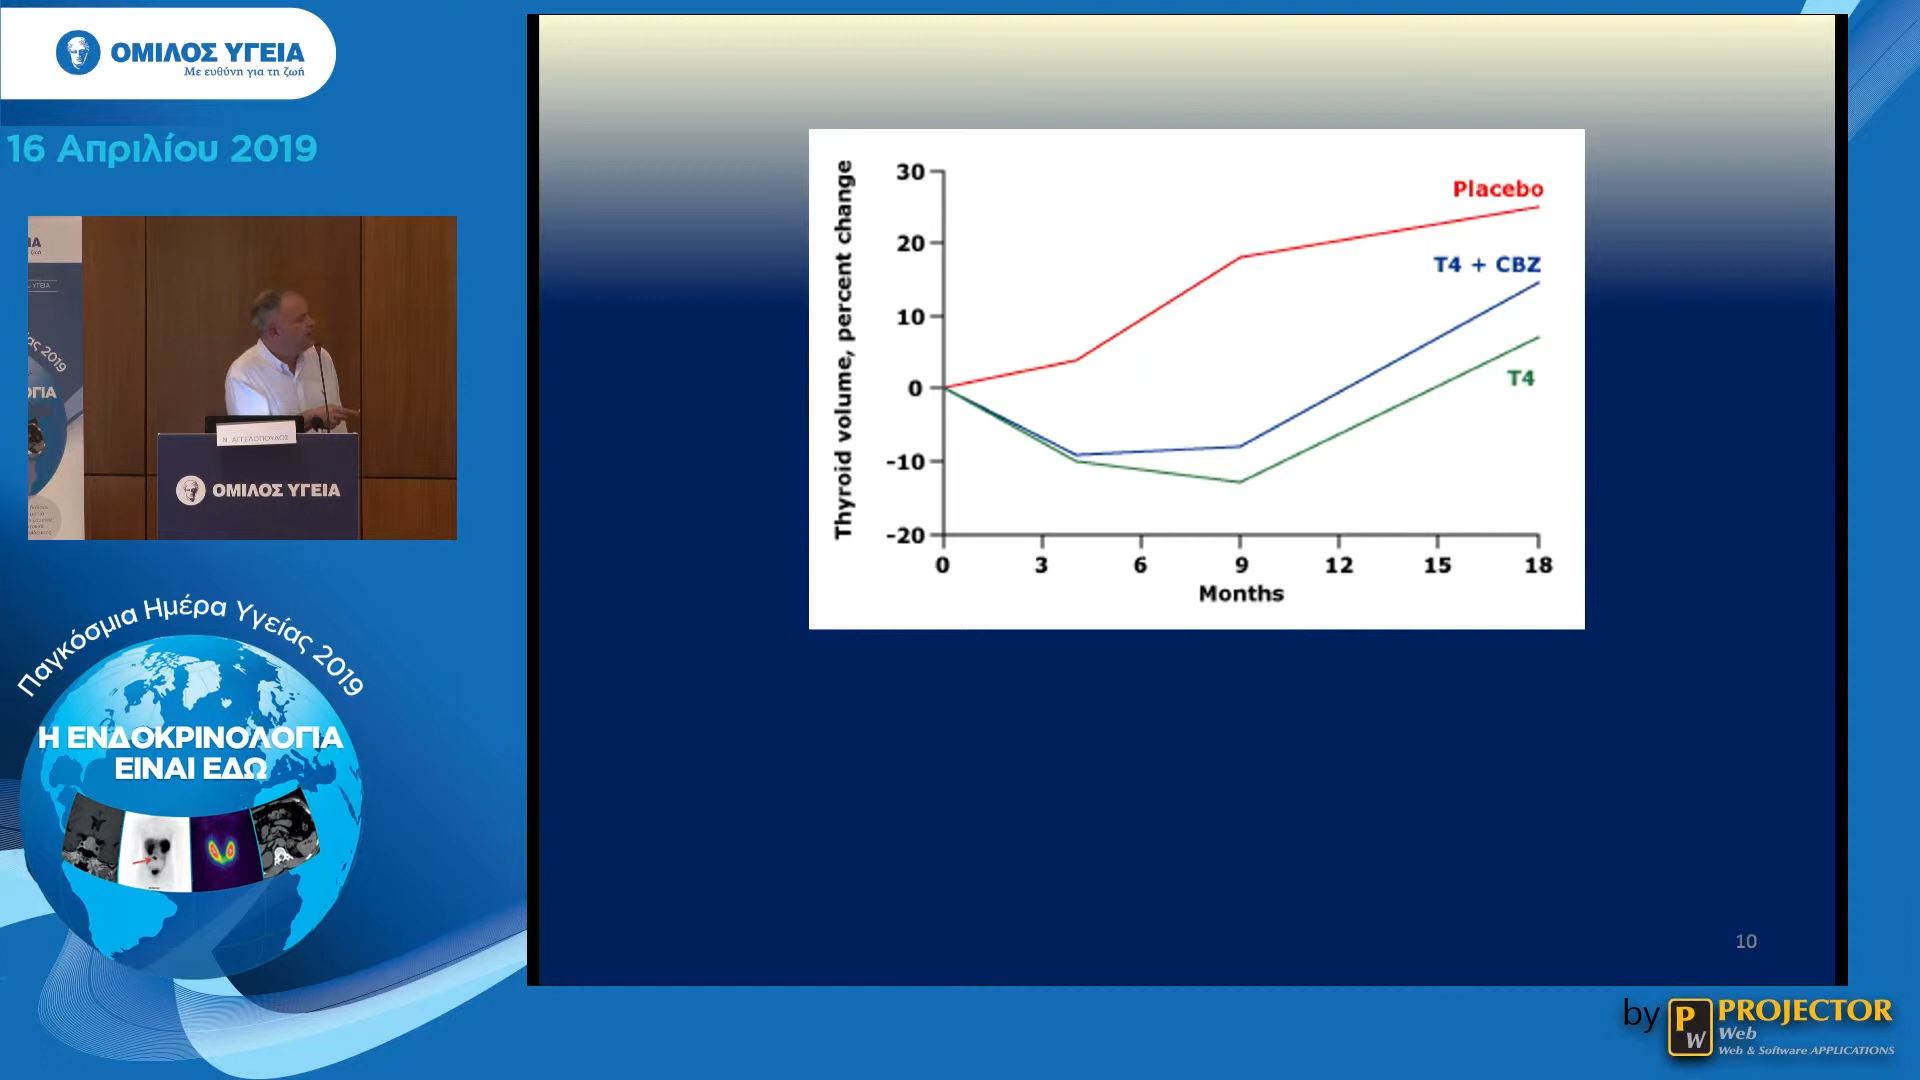 ΟΜΙΛΟΣ ΥΓΕΙΑ
Με ευθύνη για τη ζωή
16 Απριλίου 2019
Ν. ΑΓΓΕΛΟΠΟΥΛΟΣ
ΟΜΙΛΟΣ ΥΓΕΙΑ
Παγκόσμια Ημέρα Υγείας 2019
Η ΕΝΔΟΚΡΙΝΟΛΟΓΙΑ
ΕΙΝΑΙ ΕΔΩ
Thyroid volume, percent change
30
20
10
0
-10
-20
Placebo
T4 + CBZ
T4
0 3 6 9 12 15 18
Months
10
by PW PROJECTOR
Web
Web & Software APPLICATIONS